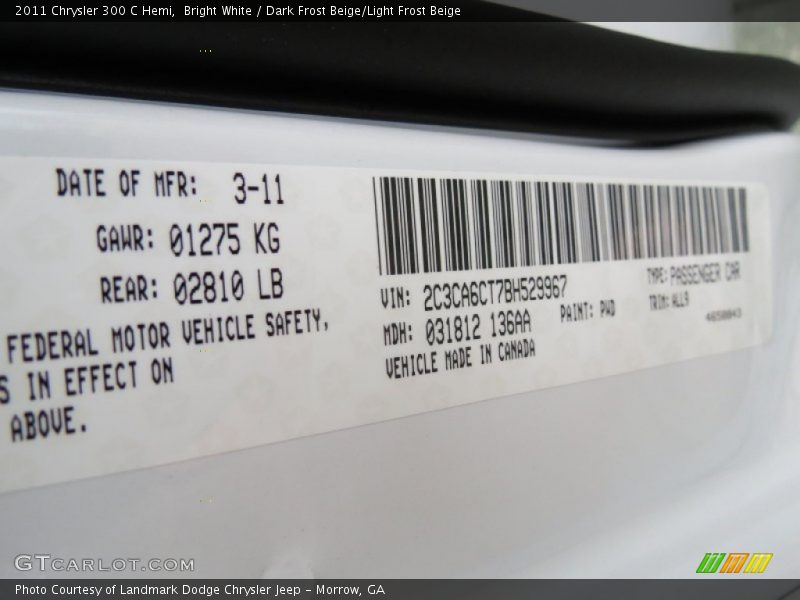 2011 Chrysler 300 C Hemi,  Bright White / Dark Frost Beige/Light Frost Beige
DATE OF MFR: 3-11
GAWR: 01275 KG
REAR: 02810 LB
FEDERAL MOTOR VEHICLE SAFETY,
S IN EFFECT ON
ABOVE.
VIN: 2C3CA6CT7BH529967
TYPE: PASSENGER CAR
MDH: 031812 136AA
PAINT: PWD
TRIM: ALL9
VEHICLE MADE IN CANADA
GTCARLOT.COM
Photo Courtesy of Landmark Dodge Chrysler Jeep – Morrow, GA